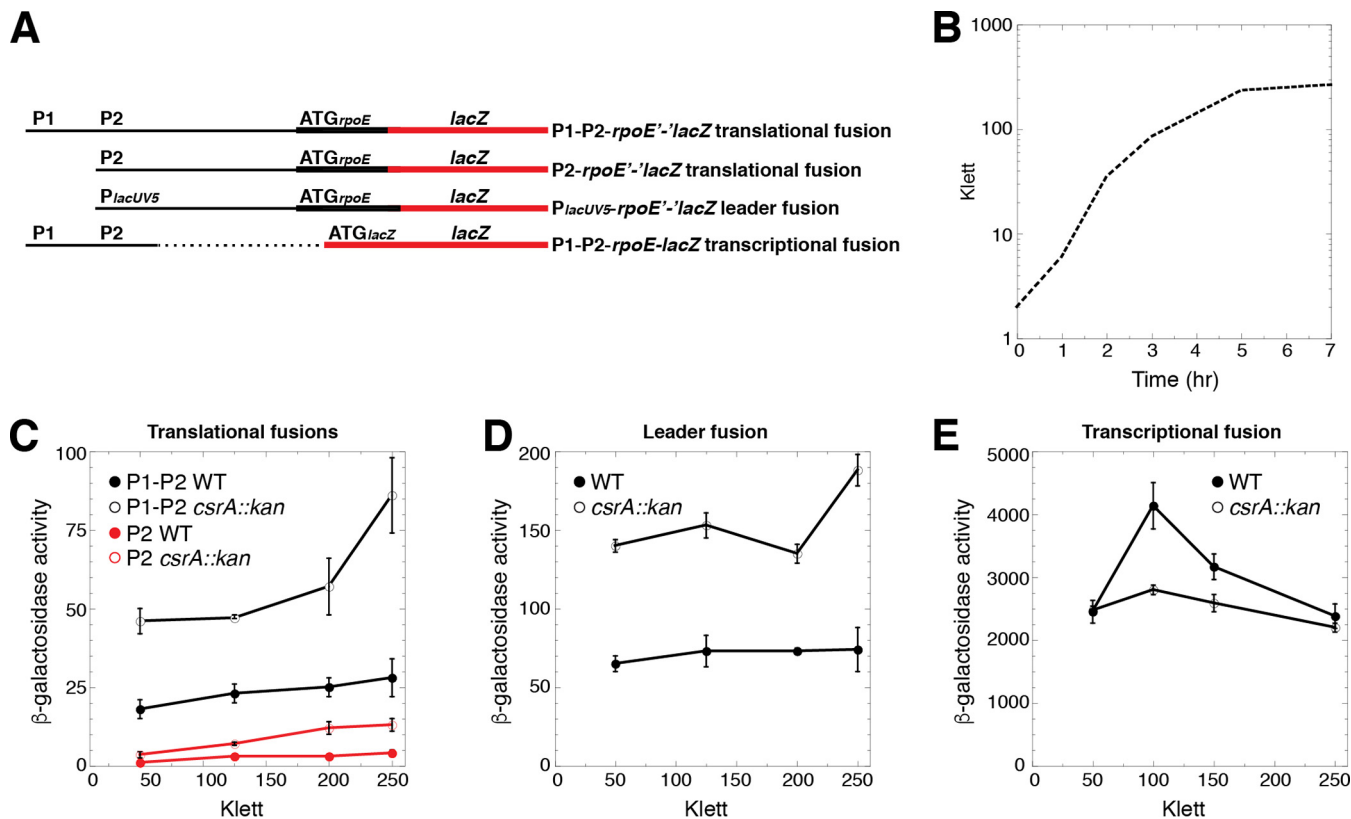 A
P1 P2 ATGrpoE lacZ P1-P2-rpoE'-'lacZ translational fusion
P2 ATGrpoE lacZ P2-rpoE'-'lacZ translational fusion
PlacUV5 ATGrpoE lacZ PlacUV5-rpoE'-'lacZ leader fusion
P1 P2 ATGlacZ lacZ P1-P2-rpoE-lacZ transcriptional fusion
B
1000
100
10
1
Klett
0 1 2 3 4 5 6 7
Time (hr)
C
Translational fusions
P1-P2 WT
P1-P2 csrA::kan
P2 WT
P2 csrA::kan
100
75
50
25
0
β-galactosidase activity
0 50 100 150 200 250
Klett
D
Leader fusion
WT
csrA::kan
200
150
100
50
0
β-galactosidase activity
0 50 100 150 200 250
Klett
E
Transcriptional fusion
WT
csrA::kan
5000
4000
3000
2000
1000
0
β-galactosidase activity
0 50 100 150 200 250
Klett